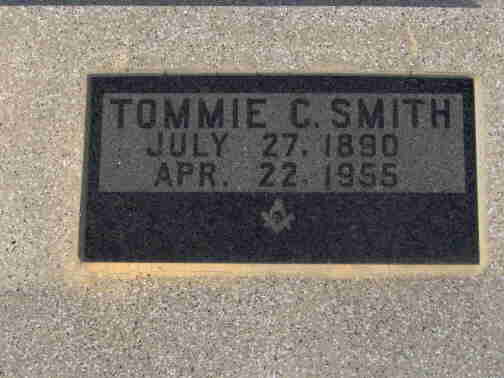 TOMMIE C. SMITH
JULY 27, 1890
APR. 22, 1955